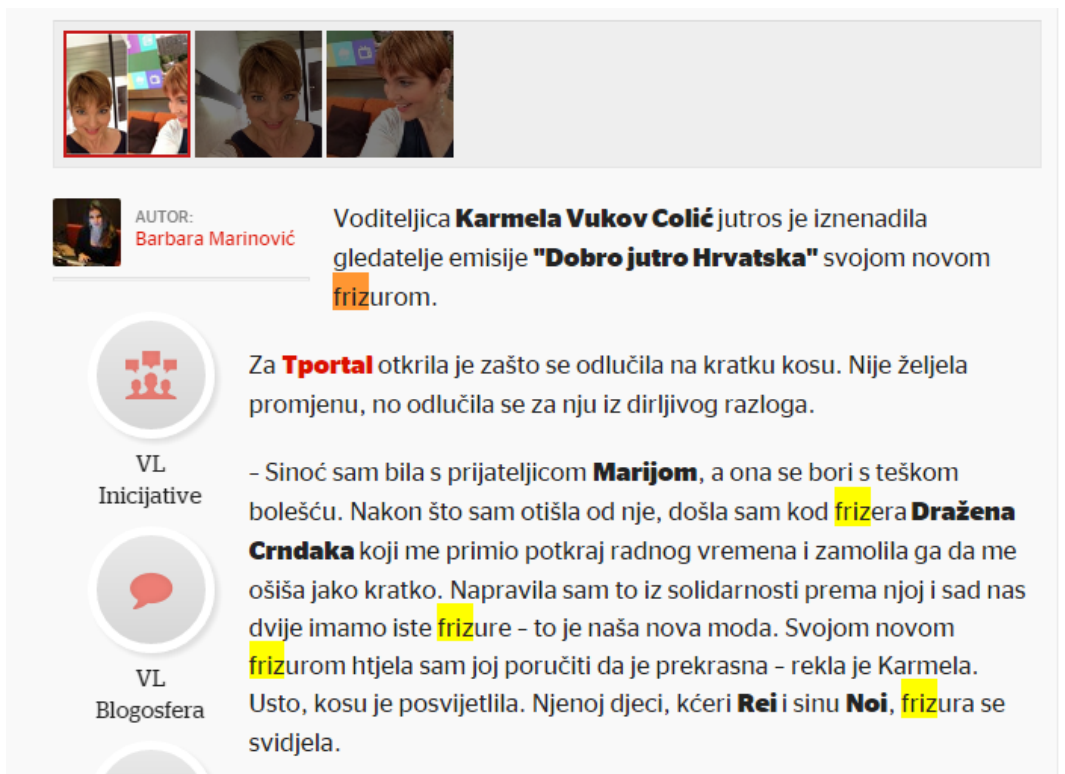 AUTOR:
Barbara Marinović
Voditeljica Karmela Vukov Colić jutros je iznenadila
gledatelje emisije "Dobro jutro Hrvatska" svojom novom
frizurom.
Za Tportal otkrila je zašto se odlučila na kratku kosu. Nije željela
promjenu, no odlučila se za nju iz dirljivog razloga.
– Sinoć sam bila s prijateljicom Marijom, a ona se bori s teškom
bolešću. Nakon što sam otišla od nje, došla sam kod frizera Dražena
Crndaka koji me primio potkraj radnog vremena i zamolila ga da me
ošiša jako kratko. Napravila sam to iz solidarnosti prema njoj i sad nas
dvije imamo iste frizure – to je naša nova moda. Svojom novom
frizurom htjela sam joj poručiti da je prekrasna – rekla je Karmela.
Usto, kosu je posvijetlila. Njenoj djeci, kćeri Rei i sinu Noi, frizura se
svidjela.
VL
Inicijative
VL
Blogosfera